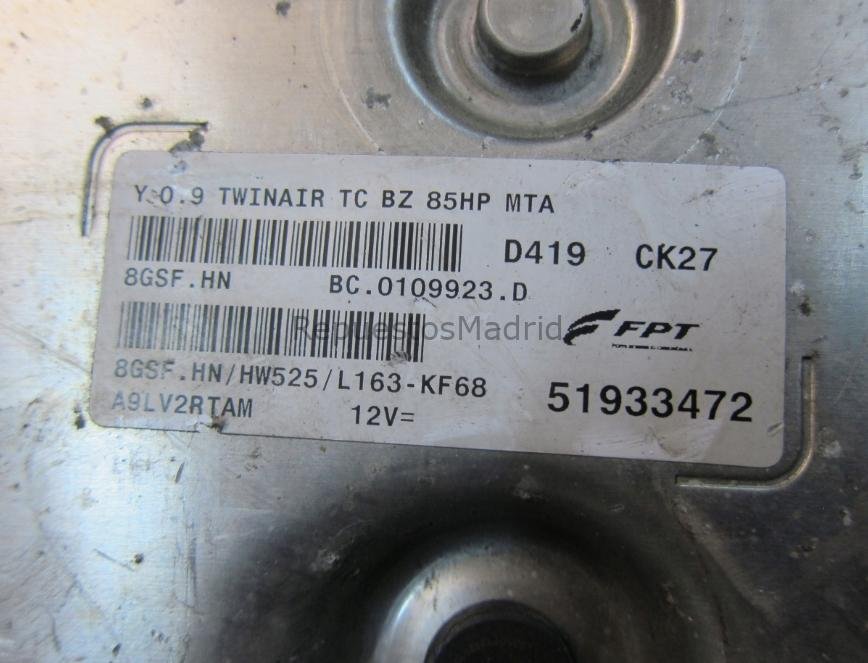 Y 0.9 TWINAIR TC BZ 85HP MTA
D419 CK27
8GSF.HN BC.0109923.D
RepuestosMadrid
FPT
8GSF.HN/HW525/L163-KF68
51933472
A9LV2RTAM 12V=